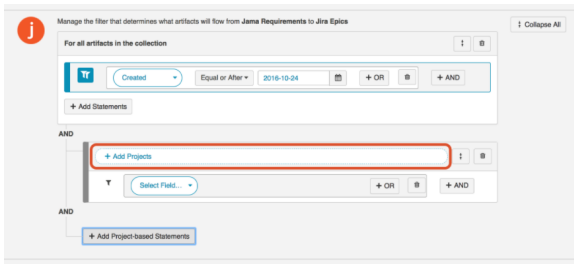 j
Manage the filter that determines what artifacts will flow from Jama Requirements to Jira Epics
Collapse All
For all artifacts in the collection
Created Equal or After 2016-10-24 + OR + AND
+ Add Statements
AND
+ Add Projects
Select Field... + OR + AND
AND
+ Add Project-based Statements